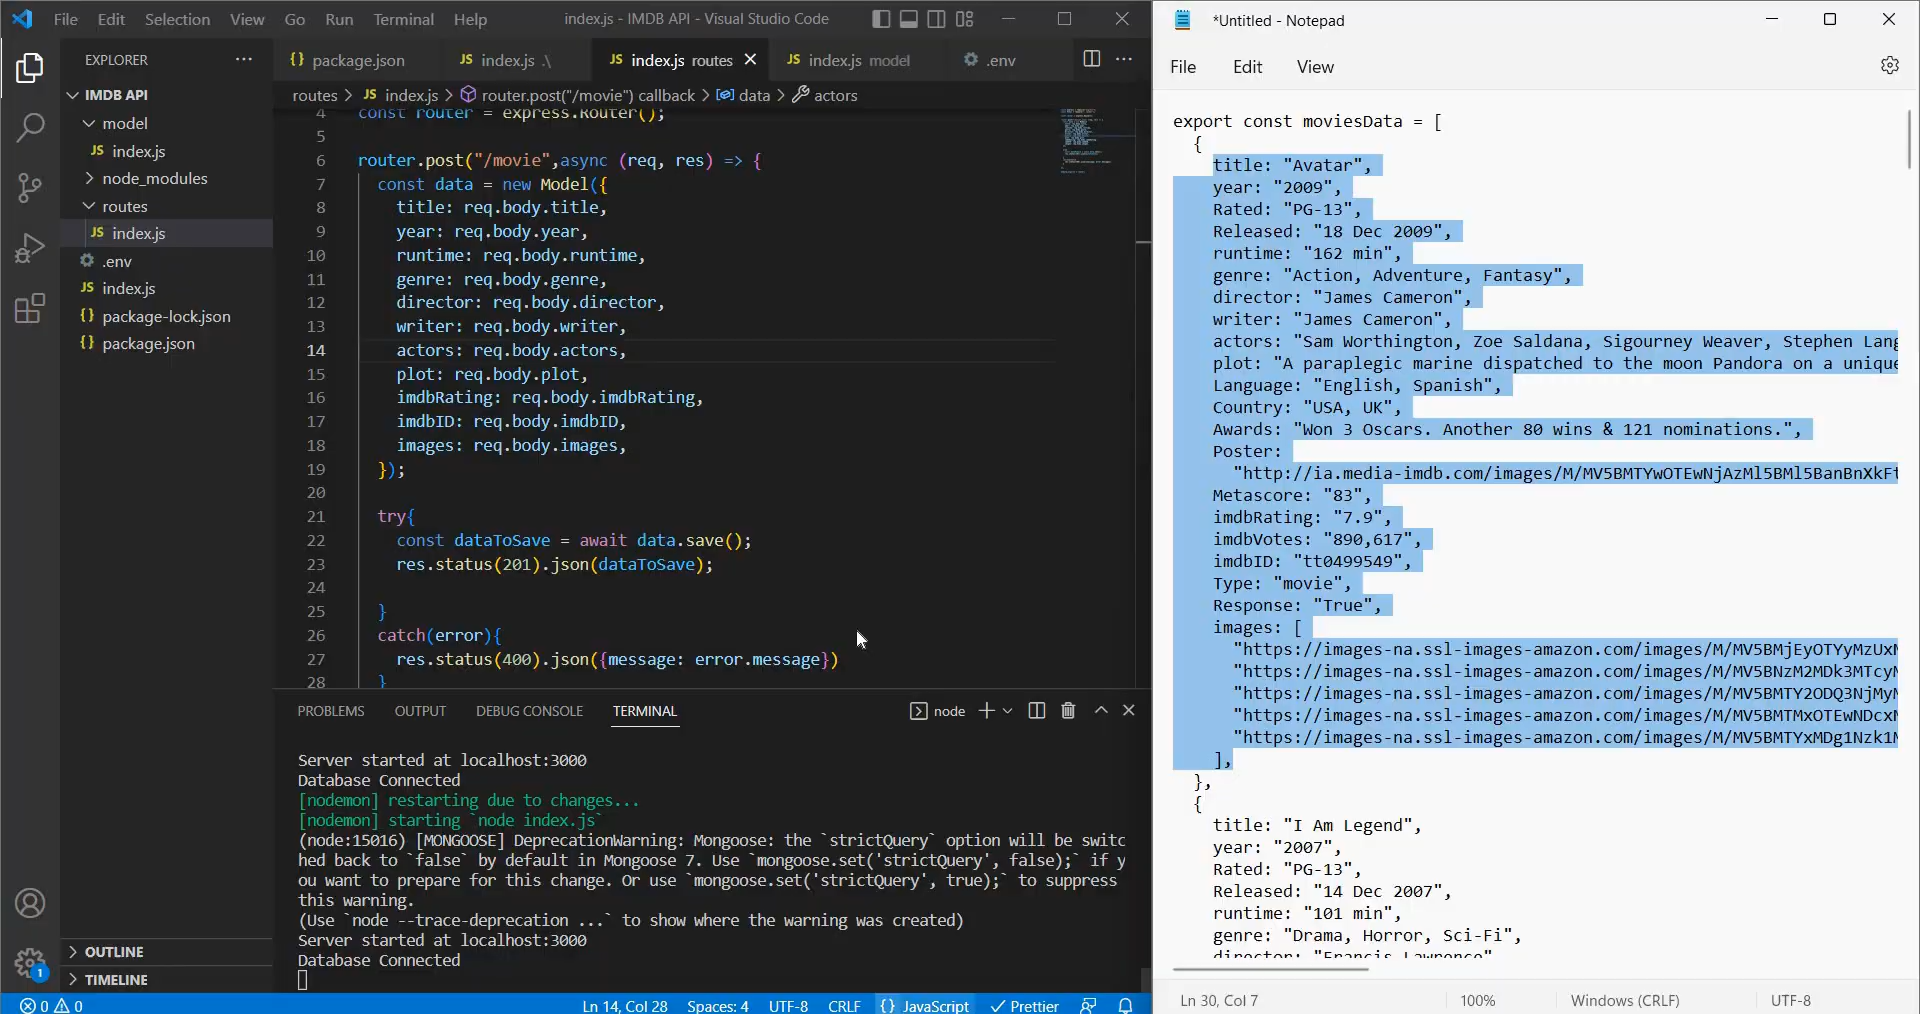 File Edit Selection View Go Run Terminal Help
index.js - IMDB API - Visual Studio Code
EXPLORER
IMDB API
model
JS index.js
node_modules
routes
JS index.js
.env
JS index.js
{} package-lock.json
{} package.json
OUTLINE
TIMELINE
1
{} package.json
JS index.js .\
JS index.js routes
JS index.js model
.env
routes > JS index.js > router.post("/movie") callback > data > actors
4 const router = express.Router();
5
6 router.post("/movie",async (req, res) => {
7 const data = new Model({
8 title: req.body.title,
9 year: req.body.year,
10 runtime: req.body.runtime,
11 genre: req.body.genre,
12 director: req.body.director,
13 writer: req.body.writer,
14 actors: req.body.actors,
15 plot: req.body.plot,
16 imdbRating: req.body.imdbRating,
17 imdbID: req.body.imdbID,
18 images: req.body.images,
19 });
20
21 try{
22 const dataToSave = await data.save();
23 res.status(201).json(dataToSave);
24
25 }
26 catch(error){
27 res.status(400).json({message: error.message})
28 }
PROBLEMS OUTPUT DEBUG CONSOLE TERMINAL
node
Server started at localhost:3000
Database Connected
[nodemon] restarting due to changes...
[nodemon] starting `node index.js`
(node:15016) [MONGOOSE] DeprecationWarning: Mongoose: the `strictQuery` option will be switc
hed back to `false` by default in Mongoose 7. Use `mongoose.set('strictQuery', false);` if y
ou want to prepare for this change. Or use `mongoose.set('strictQuery', true);` to suppress
this warning.
(Use `node --trace-deprecation ...` to show where the warning was created)
Server started at localhost:3000
Database Connected
0 0
Ln 14, Col 28 Spaces: 4 UTF-8 CRLF {} JavaScript Prettier
*Untitled - Notepad
File Edit View
export const moviesData = [
{
title: "Avatar",
year: "2009",
Rated: "PG-13",
Released: "18 Dec 2009",
runtime: "162 min",
genre: "Action, Adventure, Fantasy",
director: "James Cameron",
writer: "James Cameron",
actors: "Sam Worthington, Zoe Saldana, Sigourney Weaver, Stephen Lang
plot: "A paraplegic marine dispatched to the moon Pandora on a unique
Language: "English, Spanish",
Country: "USA, UK",
Awards: "Won 3 Oscars. Another 80 wins & 121 nominations.",
Poster:
"http://ia.media-imdb.com/images/M/MV5BMTYwOTEwNjAzMl5BMl5BanBnXkFt
Metascore: "83",
imdbRating: "7.9",
imdbVotes: "890,617",
imdbID: "tt0499549",
Type: "movie",
Response: "True",
images: [
"https://images-na.ssl-images-amazon.com/images/M/MV5BMjEyOTYyMzUxN
"https://images-na.ssl-images-amazon.com/images/M/MV5BNzM2MDk3MTcyM
"https://images-na.ssl-images-amazon.com/images/M/MV5BMTY2ODQ3NjMyM
"https://images-na.ssl-images-amazon.com/images/M/MV5BMTMxOTEwNDcxN
"https://images-na.ssl-images-amazon.com/images/M/MV5BMTYxMDg1Nzk1M
],
},
{
title: "I Am Legend",
year: "2007",
Rated: "PG-13",
Released: "14 Dec 2007",
runtime: "101 min",
genre: "Drama, Horror, Sci-Fi",
director: "Francis Lawrence"
Ln 30, Col 7 100% Windows (CRLF) UTF-8